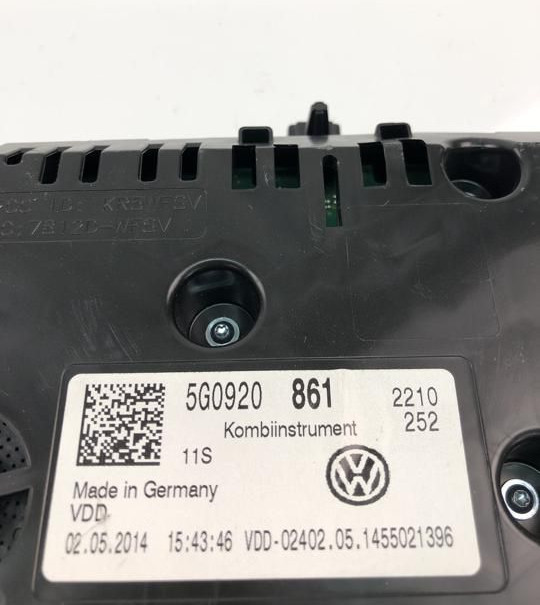 5G0920 861 2210
Kombiinstrument 252
11S
Made in Germany
VDD
02.05.2014 15:43:46 VDD-02402.05.1455021396